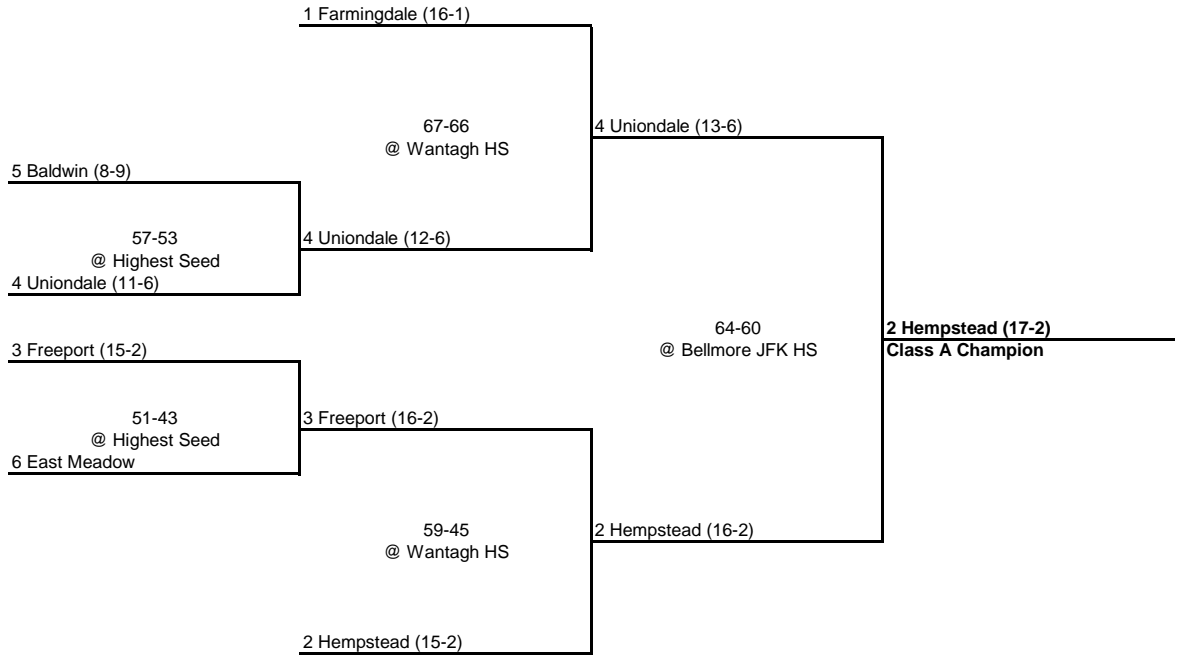 1 Farmingdale (16-1)
67-66
@ Wantagh HS
4 Uniondale (13-6)
5 Baldwin (8-9)
57-53
@ Highest Seed
4 Uniondale (12-6)
4 Uniondale (11-6)
64-60
@ Bellmore JFK HS
2 Hempstead (17-2)
Class A Champion
3 Freeport (15-2)
51-43
@ Highest Seed
3 Freeport (16-2)
6 East Meadow
59-45
@ Wantagh HS
2 Hempstead (16-2)
2 Hempstead (15-2)